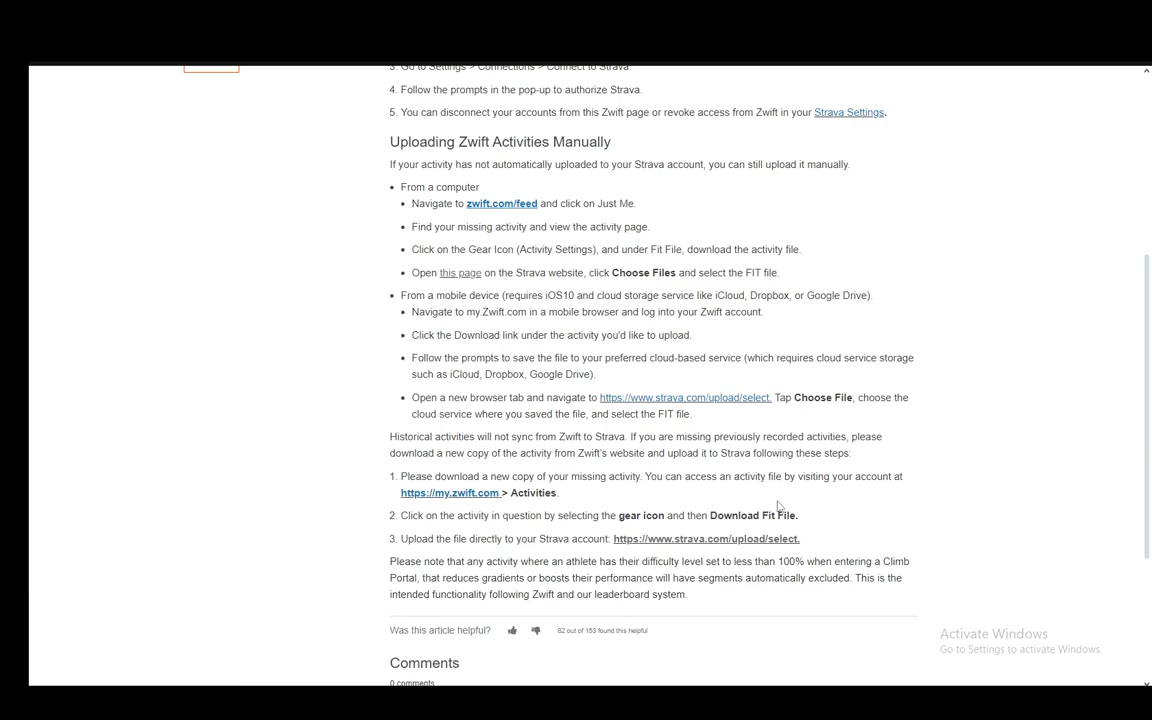 3. Go to Settings > Connections > Connect to Strava.
4. Follow the prompts in the pop-up to authorize Strava.
5. You can disconnect your accounts from this Zwift page or revoke access from Zwift in your Strava Settings.
Uploading Zwift Activities Manually
If your activity has not automatically uploaded to your Strava account, you can still upload it manually.
• From a computer
• Navigate to zwift.com/feed and click on Just Me.
• Find your missing activity and view the activity page.
• Click on the Gear Icon (Activity Settings), and under Fit File, download the activity file.
• Open this page on the Strava website, click Choose Files and select the FIT file.
• From a mobile device (requires iOS10 and cloud storage service like iCloud, Dropbox, or Google Drive).
• Navigate to my.Zwift.com in a mobile browser and log into your Zwift account.
• Click the Download link under the activity you'd like to upload.
• Follow the prompts to save the file to your preferred cloud-based service (which requires cloud service storage
such as iCloud, Dropbox, Google Drive).
• Open a new browser tab and navigate to https://www.strava.com/upload/select. Tap Choose File, choose the
cloud service where you saved the file, and select the FIT file.
Historical activities will not sync from Zwift to Strava. If you are missing previously recorded activities, please
download a new copy of the activity from Zwift's website and upload it to Strava following these steps:
1. Please download a new copy of your missing activity. You can access an activity file by visiting your account at
https://my.zwift.com > Activities.
2. Click on the activity in question by selecting the gear icon and then Download Fit File.
3. Upload the file directly to your Strava account: https://www.strava.com/upload/select.
Please note that any activity where an athlete has their difficulty level set to less than 100% when entering a Climb
Portal, that reduces gradients or boosts their performance will have segments automatically excluded. This is the
intended functionality following Zwift and our leaderboard system.
Was this article helpful? 82 out of 153 found this helpful
Activate Windows
Go to Settings to activate Windows.
Comments
0 comments